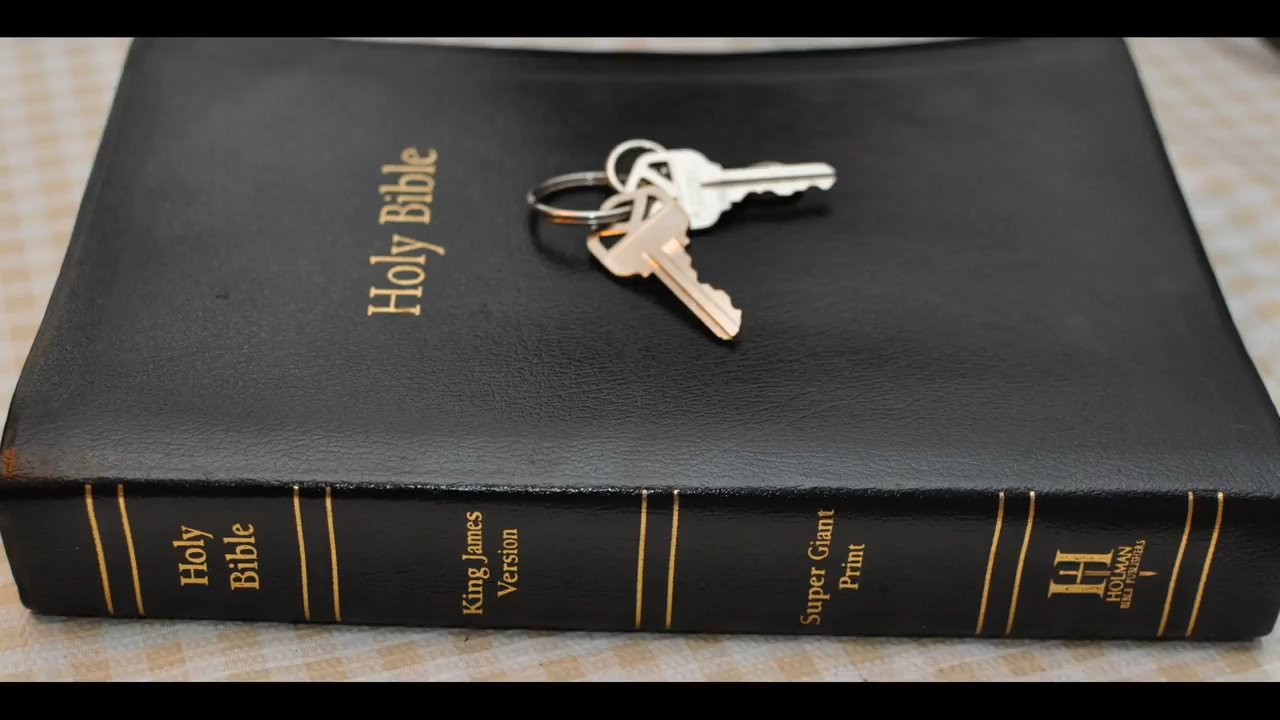 Holy Bible
Holy
Bible
King James
Version
Super Giant
Print
H
HOLMAN
BIBLE PUBLISHERS